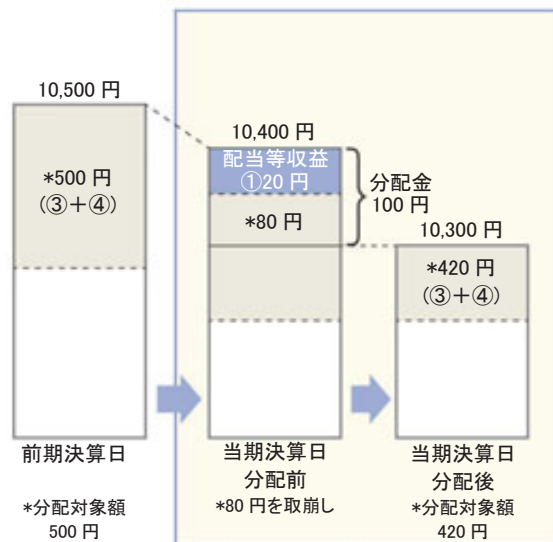 10,500 円
*500 円
(③＋④)
前期決算日
*分配対象額
500 円
10,400 円
配当等収益
①20 円
*80 円
分配金
100 円
当期決算日
分配前
*80 円を取崩し
10,300 円
*420 円
(③＋④)
当期決算日
分配後
*分配対象額
420 円